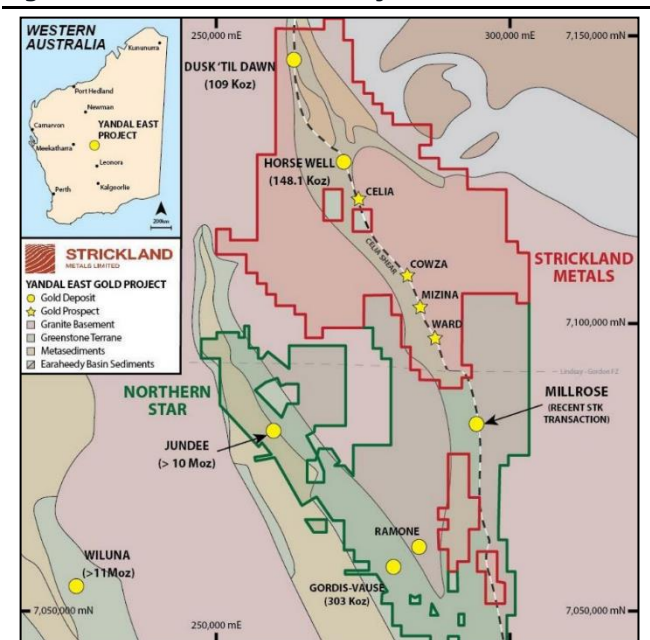 WESTERN
AUSTRALIA
Kununurra
Port Hedland
Newman
YANDAL EAST
PROJECT
Carnarvon
Meekatharra
Leonora
Kalgoorlie
Perth
200km
STRICKLAND
METALS LIMITED
YANDAL EAST GOLD PROJECT
Gold Deposit
Gold Prospect
Granite Basement
Greenstone Terrane
Metasediments
Earaheedy Basin Sediments
250,000 mE
300,000 mE
7,150,000 mN
DUSK 'TIL DAWN
(109 Koz)
HORSE WELL
(148.1 Koz)
CELIA
CELIA SHEAR
COWZA
MIZINA
WARD
STRICKLAND
METALS
7,100,000 mN
Lindsay - Gordon FZ
NORTHERN
STAR
MILLROSE
(RECENT STK
TRANSACTION)
JUNDEE
(> 10 Moz)
RAMONE
WILUNA
(>11Moz)
GORDIS-VAUSE
(303 Koz)
7,050,000 mN
7,050,000 mN
250,000 mE